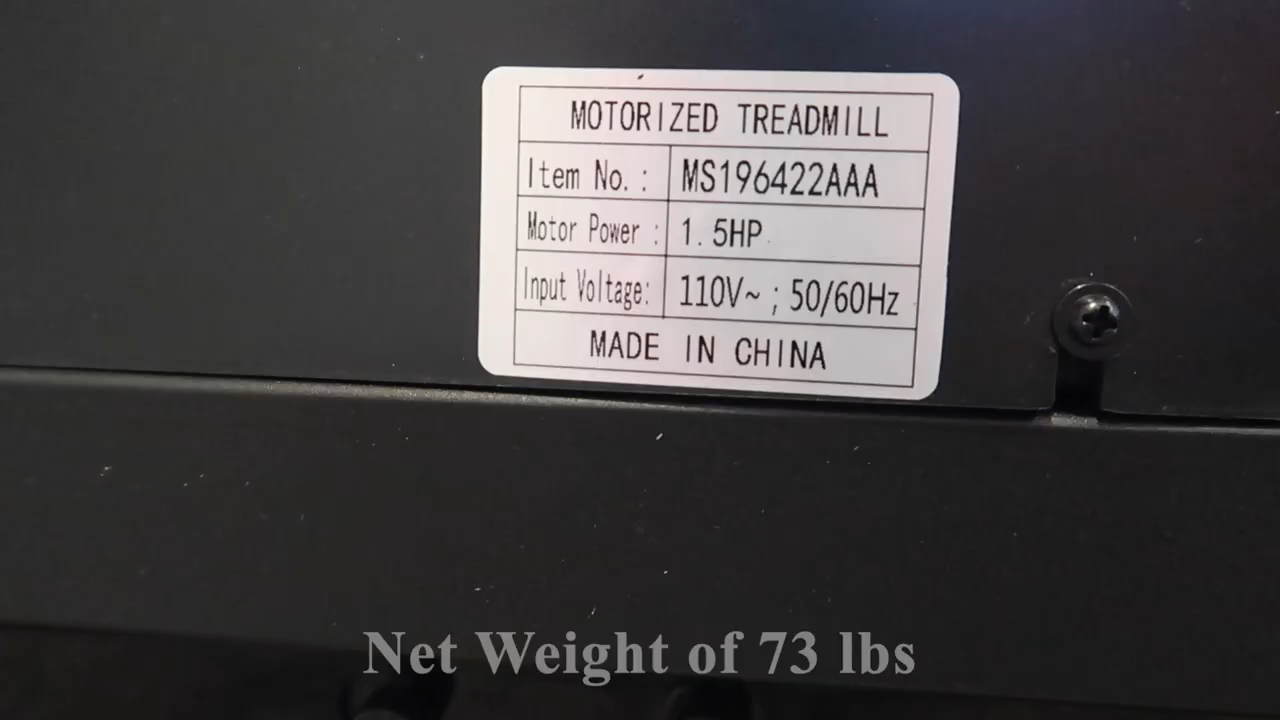 MOTORIZED TREADMILL
Item No.: MS196422AAA
Motor Power: 1.5HP
Input Voltage: 110V~; 50/60Hz
MADE IN CHINA
Net Weight of 73 lbs